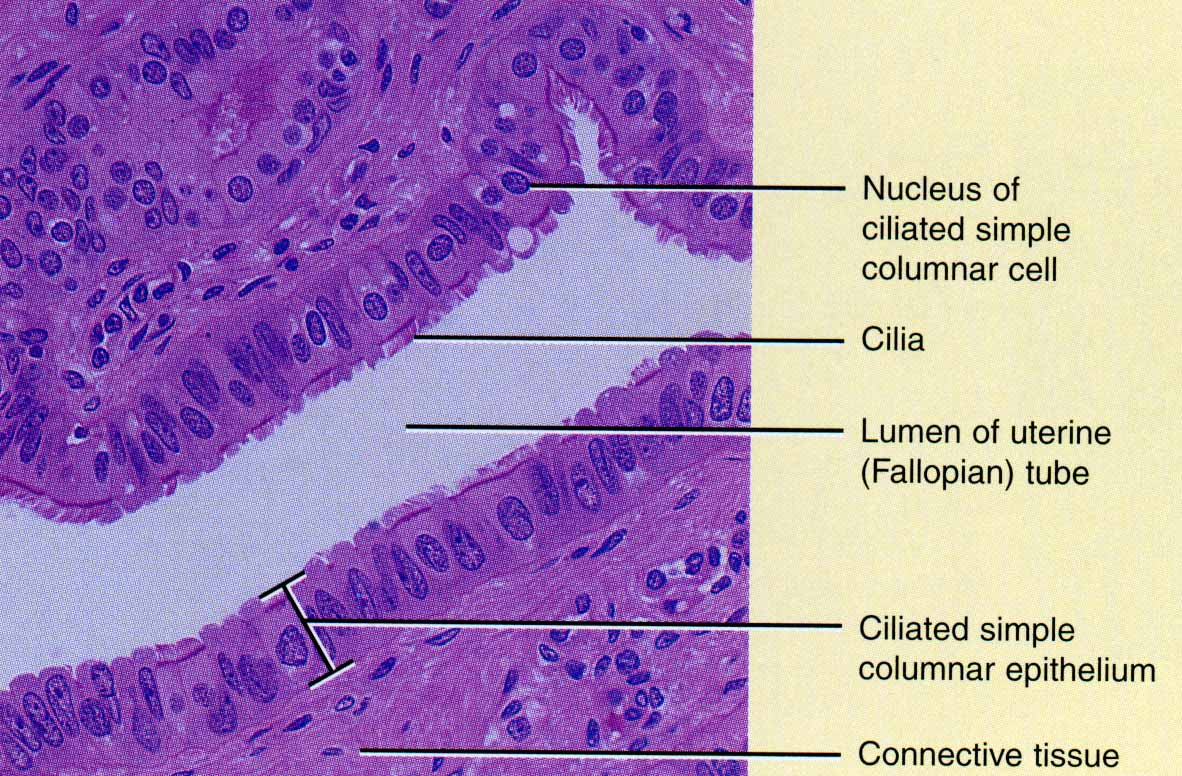 Nucleus of
ciliated simple
columnar cell
Cilia
Lumen of uterine
(Fallopian) tube
Ciliated simple
columnar epithelium
Connective tissue